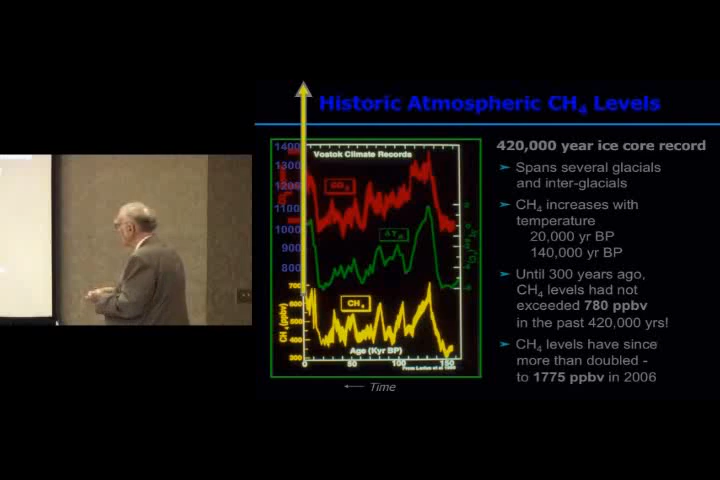 Historic Atmospheric CH4 Levels
1400
1300
1200
1100
1000
900
800
700
600
500
400
300
CH4 (ppbv)
Vostok Climate Records
CO2
CH4
0
50
100
150
Age (Kyr BP)
Time
420,000 year ice core record
➢ Spans several glacials
and inter-glacials
➢ CH4 increases with
temperature
20,000 yr BP
140,000 yr BP
➢ Until 300 years ago,
CH4 levels had not
exceeded 780 ppbv
in the past 420,000 yrs!
➢ CH4 levels have since
more than doubled -
to 1775 ppbv in 2006